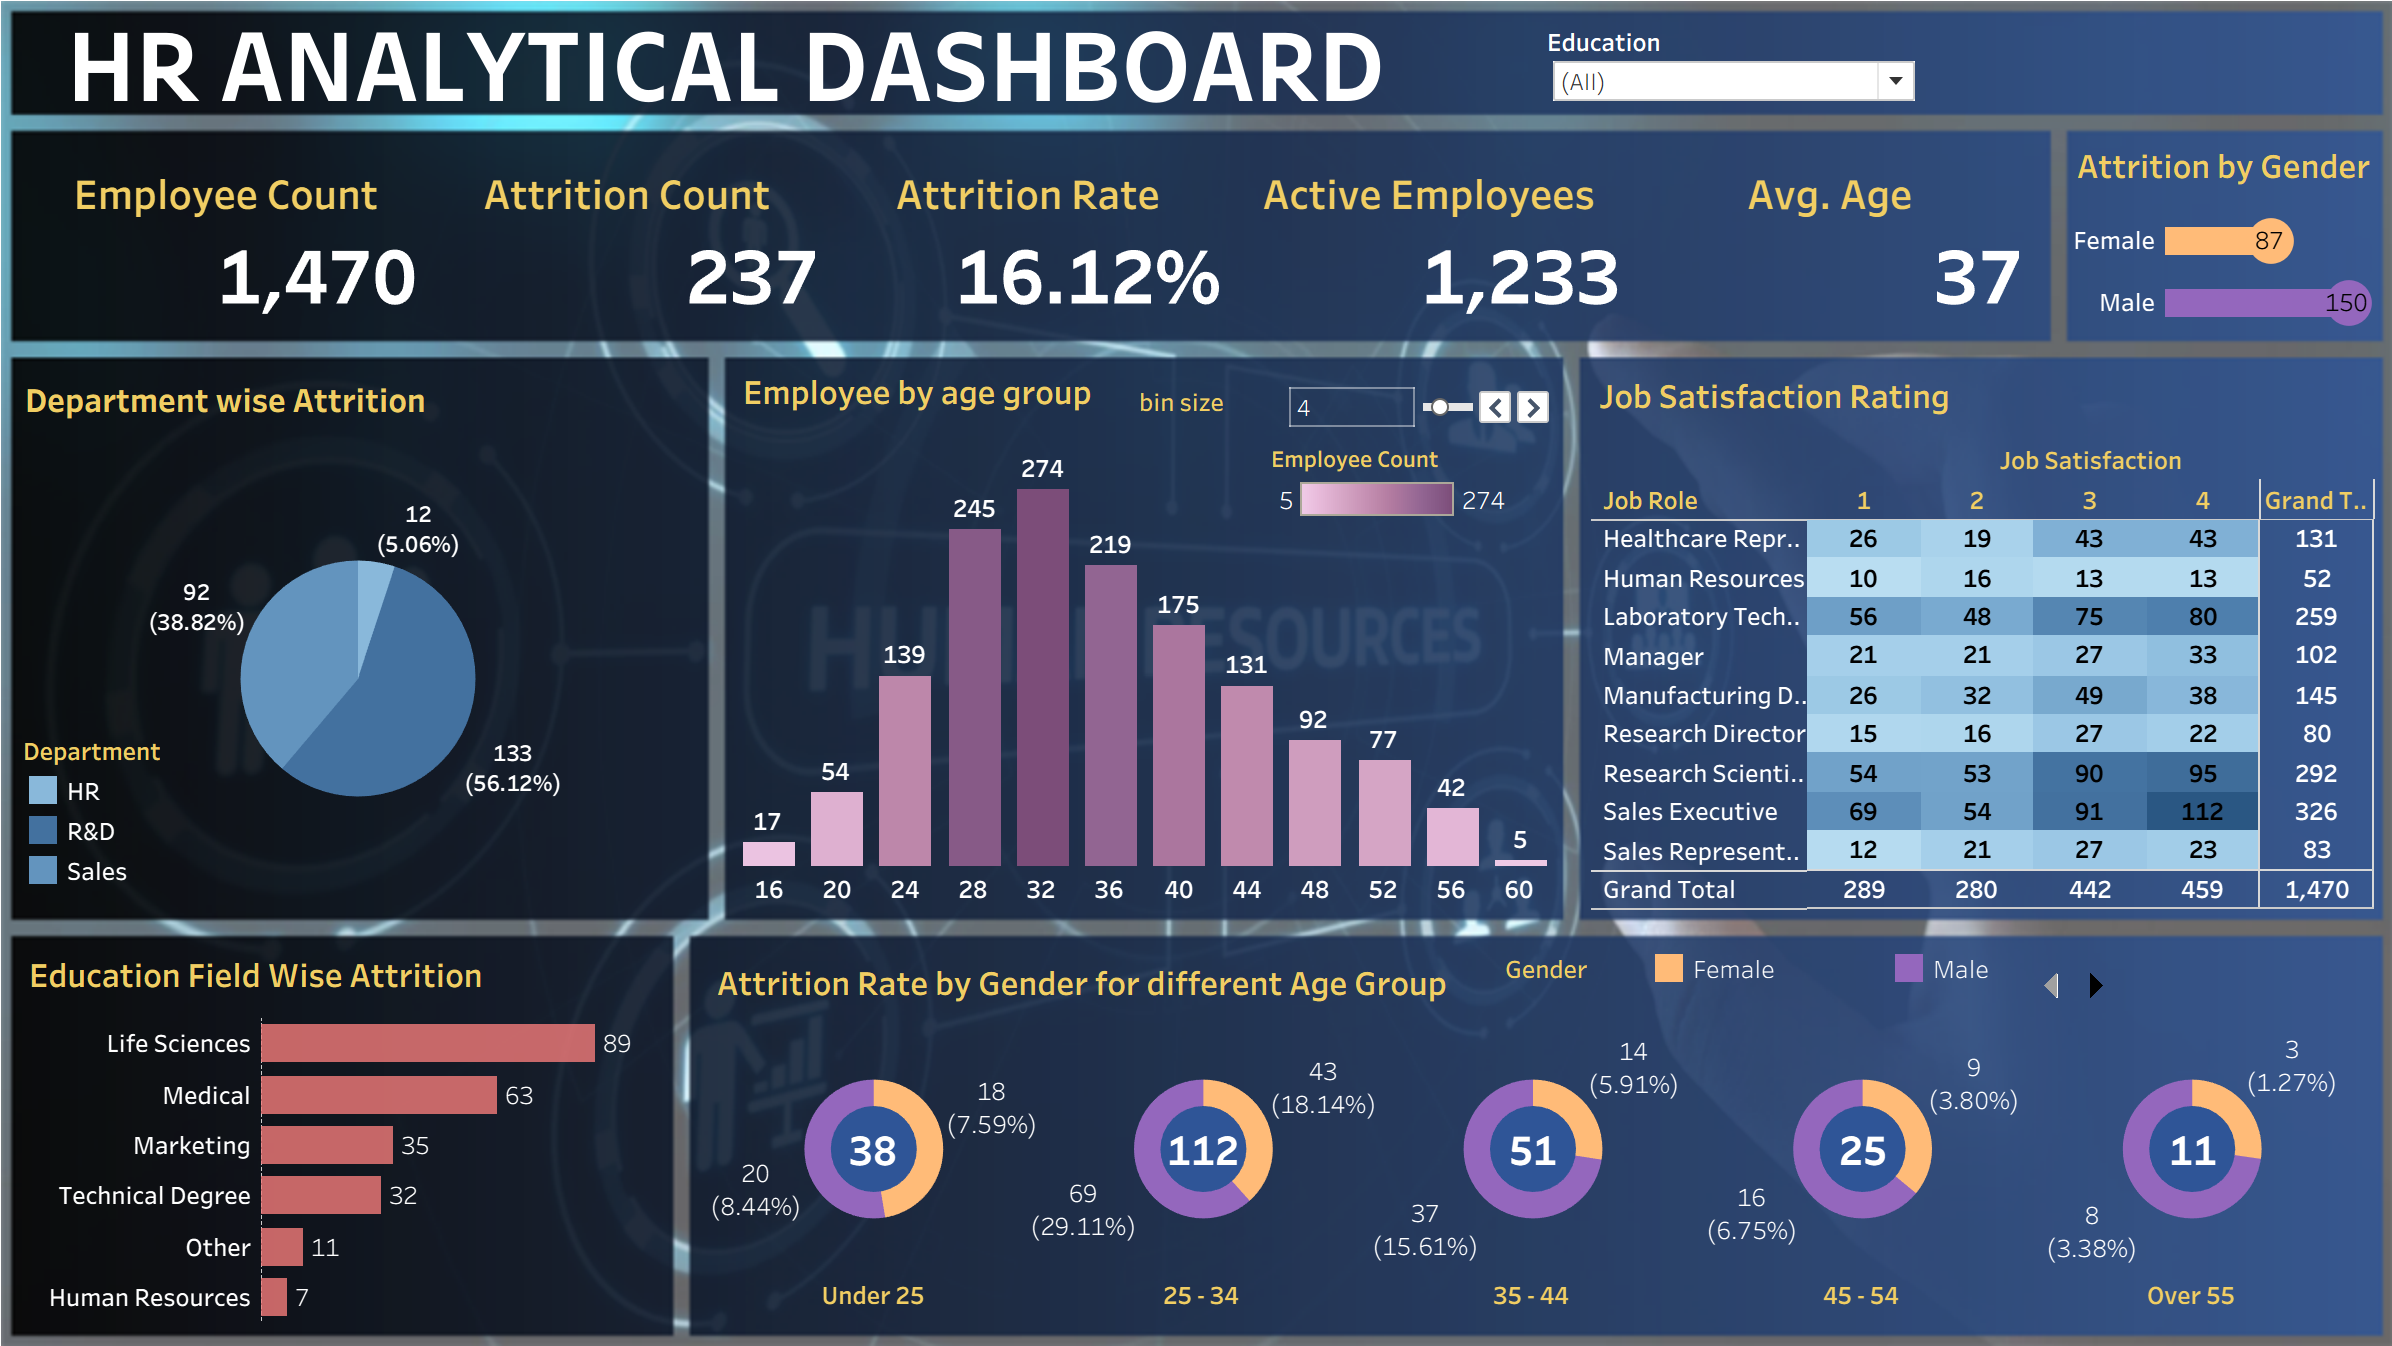 HR ANALYTICAL DASHBOARD
Education
(All)
Employee Count
Attrition Count
Attrition Rate
Active Employees
Avg. Age
1,470
237
16.12%
1,233
37
Attrition by Gender
Female 87
Male 150
Department wise Attrition
12
(5.06%)
92
(38.82%)
133
(56.12%)
Department
HR
R&D
Sales
Employee by age group
bin size
4
Employee Count
5 274
274
245
219
175
139
131
92
77
54
42
17
5
16 20 24 28 32 36 40 44 48 52 56 60
Job Satisfaction Rating
Job Satisfaction
Job Role 1 2 3 4 Grand T..
Healthcare Repr.. 26 19 43 43 131
Human Resources 10 16 13 13 52
Laboratory Tech.. 56 48 75 80 259
Manager 21 21 27 33 102
Manufacturing D.. 26 32 49 38 145
Research Director 15 16 27 22 80
Research Scienti.. 54 53 90 95 292
Sales Executive 69 54 91 112 326
Sales Represent.. 12 21 27 23 83
Grand Total 289 280 442 459 1,470
Education Field Wise Attrition
Life Sciences 89
Medical 63
Marketing 35
Technical Degree 32
Other 11
Human Resources 7
Attrition Rate by Gender for different Age Group
Gender
Female
Male
18
(7.59%)
38
20
(8.44%)
Under 25
43
(18.14%)
112
69
(29.11%)
25 - 34
14
(5.91%)
51
37
(15.61%)
35 - 44
9
(3.80%)
25
16
(6.75%)
45 - 54
3
(1.27%)
11
8
(3.38%)
Over 55